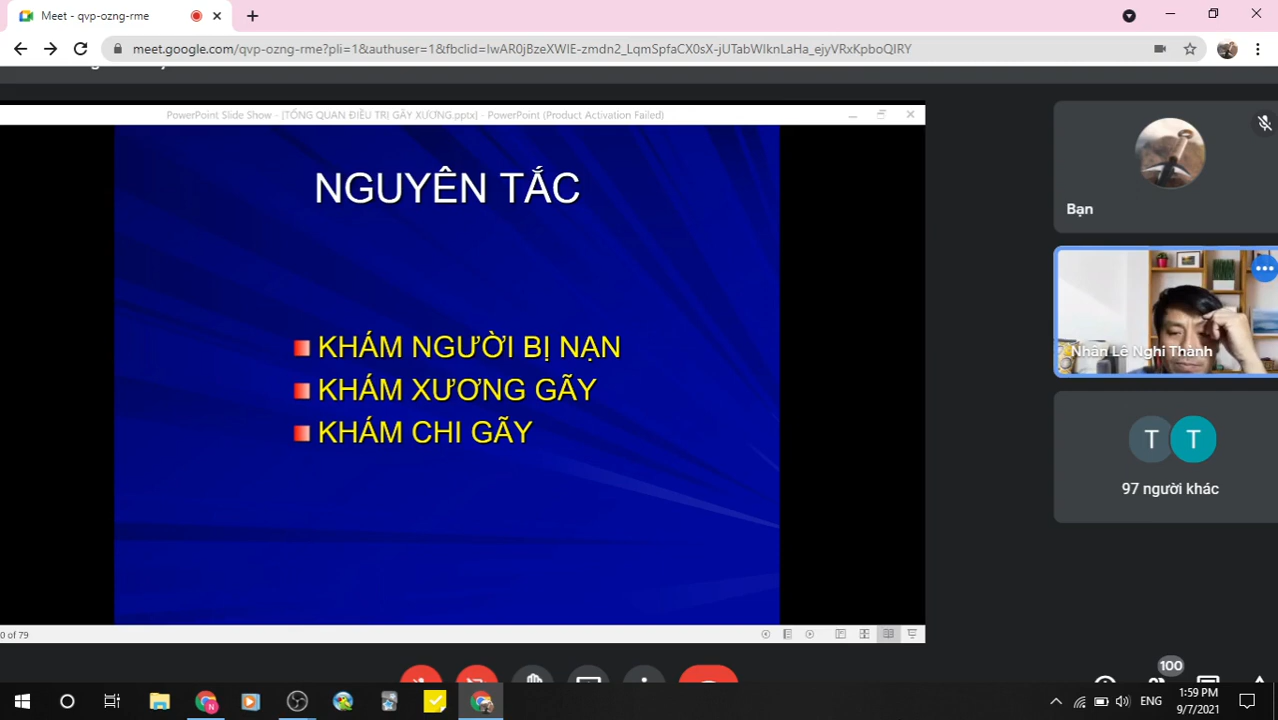 Meet - qvp-ozng-rme
meet.google.com/qvp-ozng-rme?pli=1&authuser=1&fbclid=IwAR0jBzeXWIE-zmdn2_LqmSpfaCX0sX-jUTabWIknLaHa_ejyVRxKpboQIRY
PowerPoint Slide Show - [TỔNG QUAN ĐIỀU TRỊ GÃY XƯƠNG.pptx] - PowerPoint (Product Activation Failed)
NGUYÊN TẮC
KHÁM NGƯỜI BỊ NẠN
KHÁM XƯƠNG GÃY
KHÁM CHI GÃY
Bạn
Nhân Lê Nghi Thành
T T
97 người khác
0 of 79
100
N
ENG
1:59 PM
9/7/2021